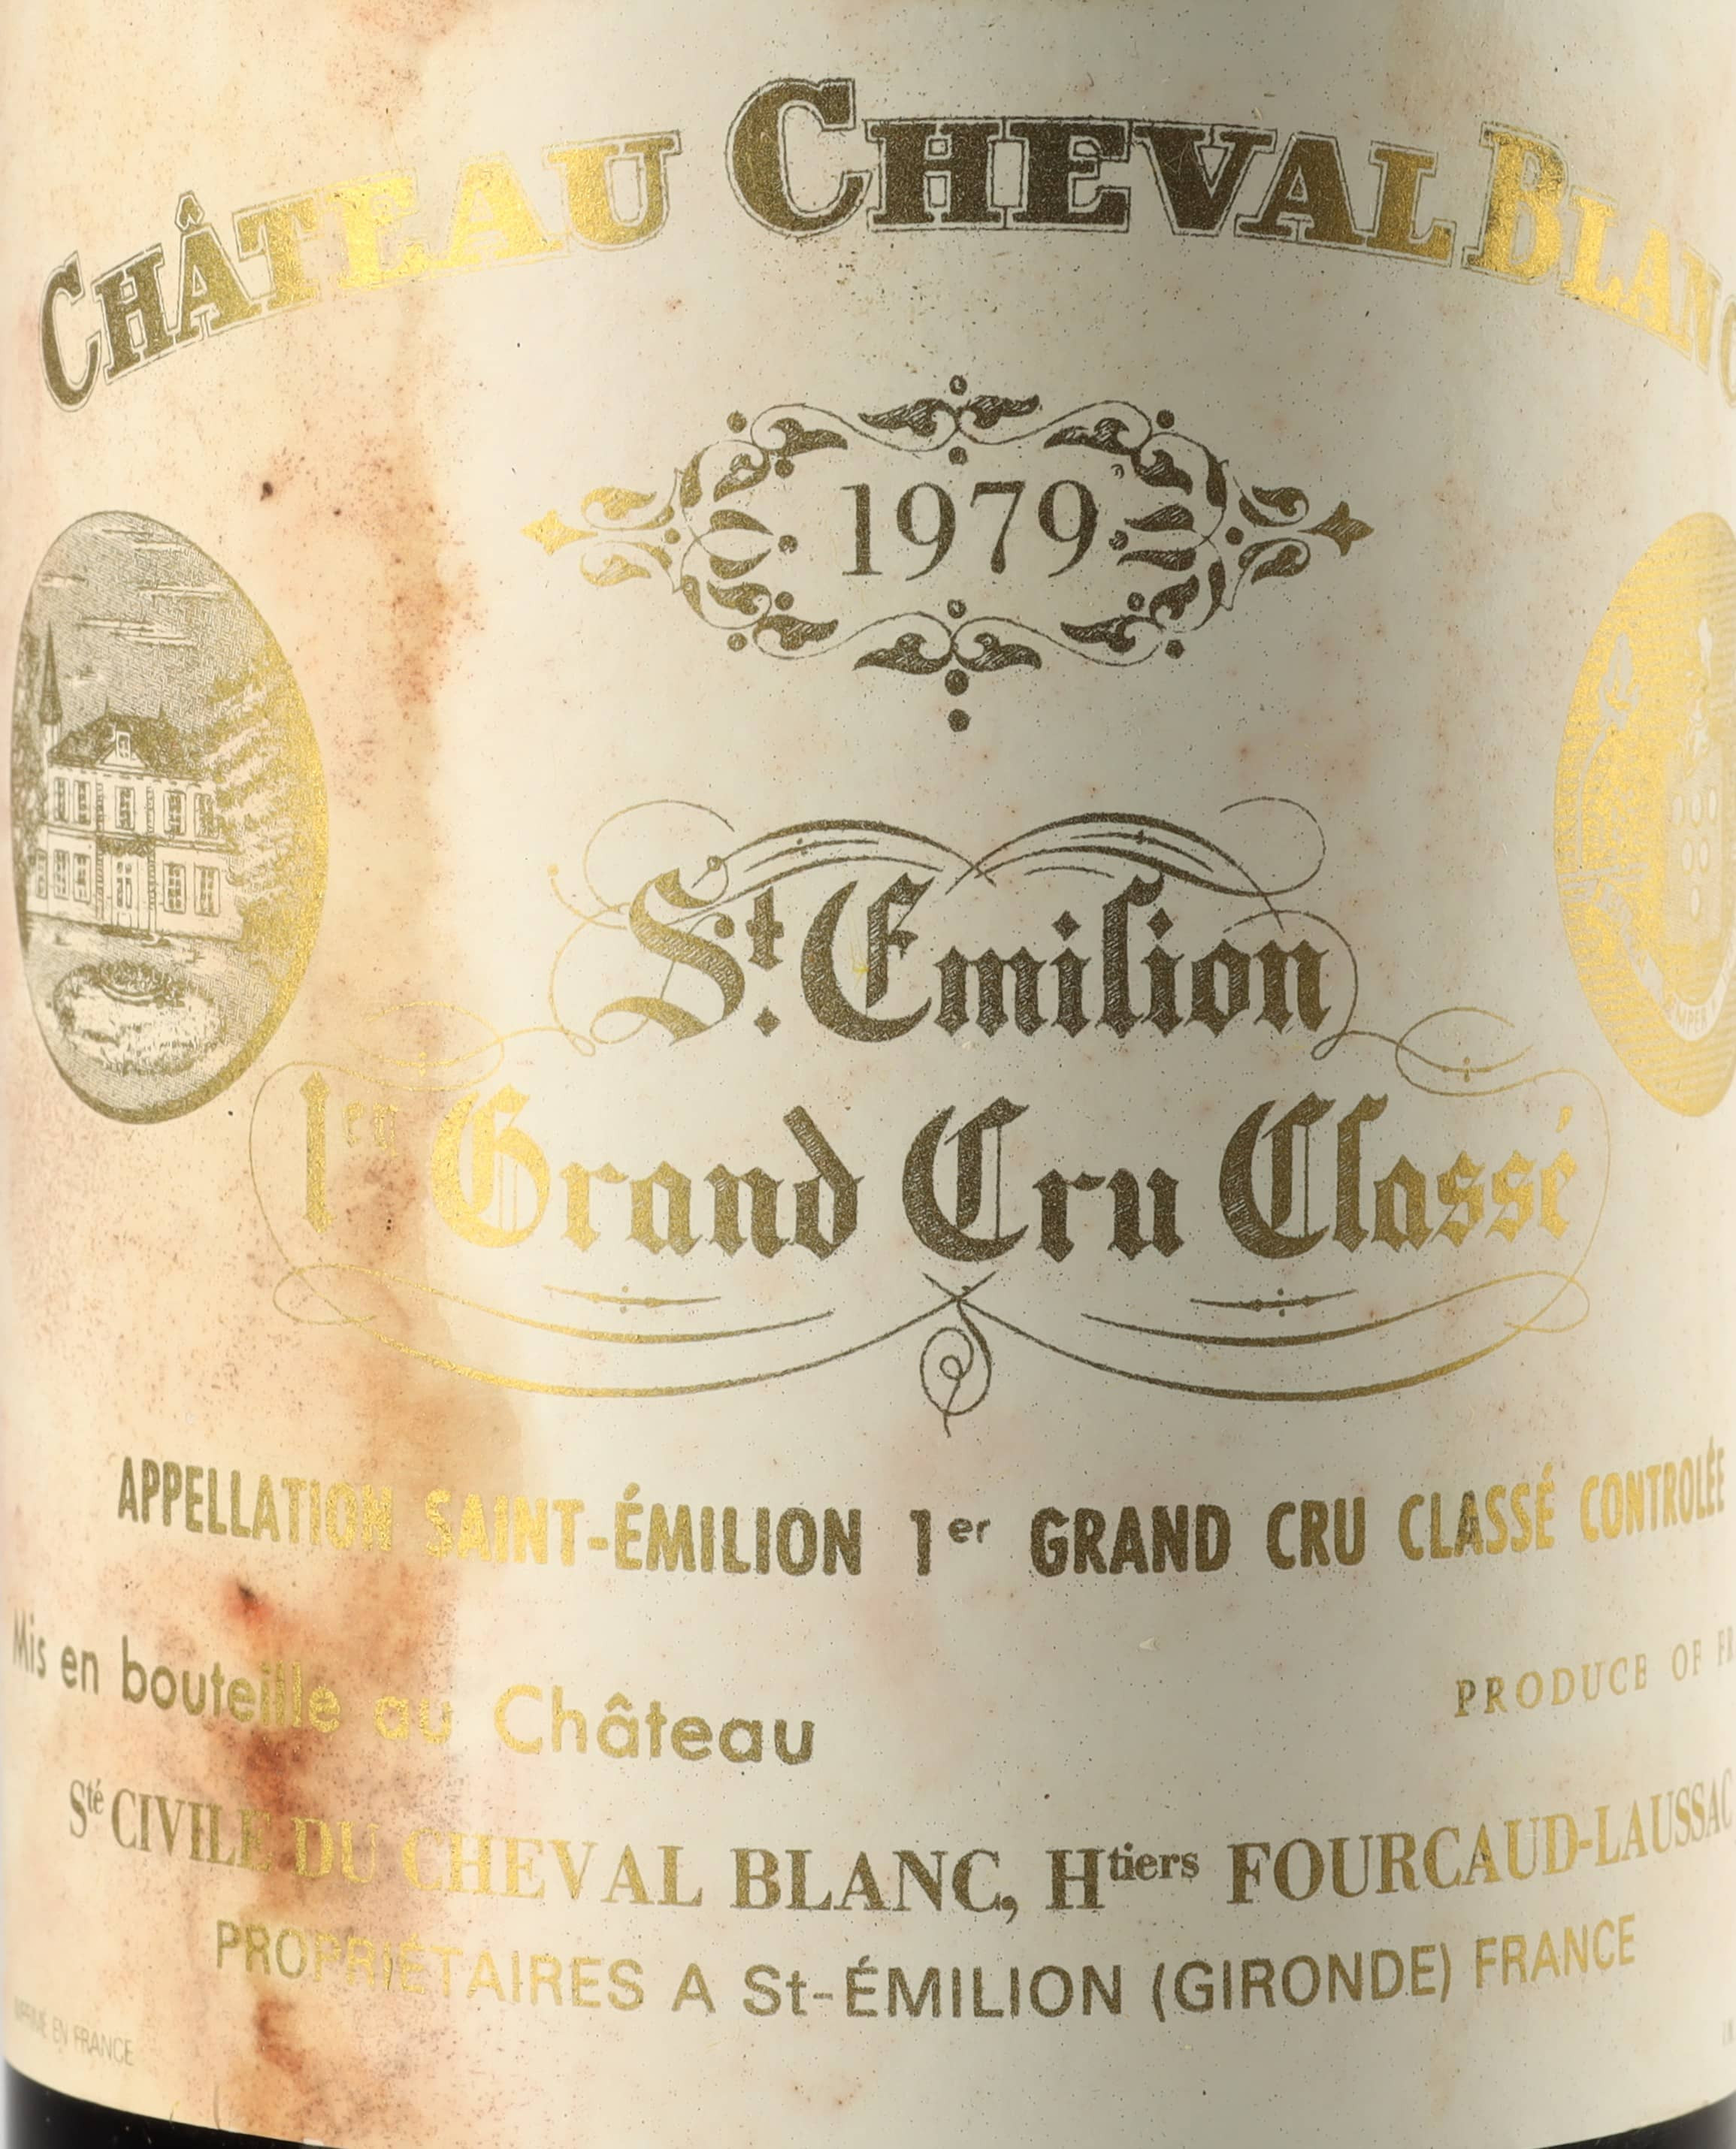 CHÂTEAU CHEVAL BLANC
1979
St. Emilion
1er Grand Cru Classé
APPELLATION SAINT-ÉMILION 1er GRAND CRU CLASSÉ CONTROLÉE
Mis en bouteille au Château
PRODUCE OF
Sté CIVILE DU CHEVAL BLANC, Htiers FOURCAUD-LAUSSAC
PROPRIÉTAIRES A St-ÉMILION (GIRONDE) FRANCE
EN FRANCE